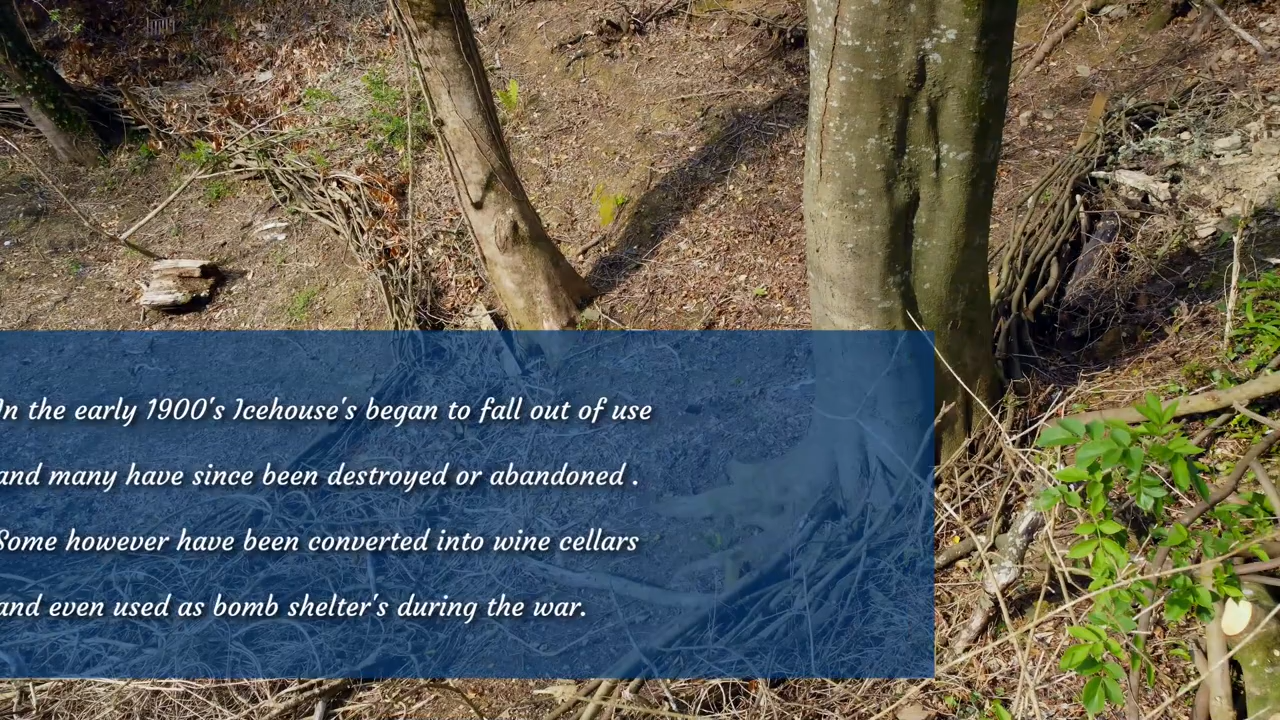 In the early 1900's Icehouse's began to fall out of use
and many have since been destroyed or abandoned .
Some however have been converted into wine cellars
and even used as bomb shelter's during the war.